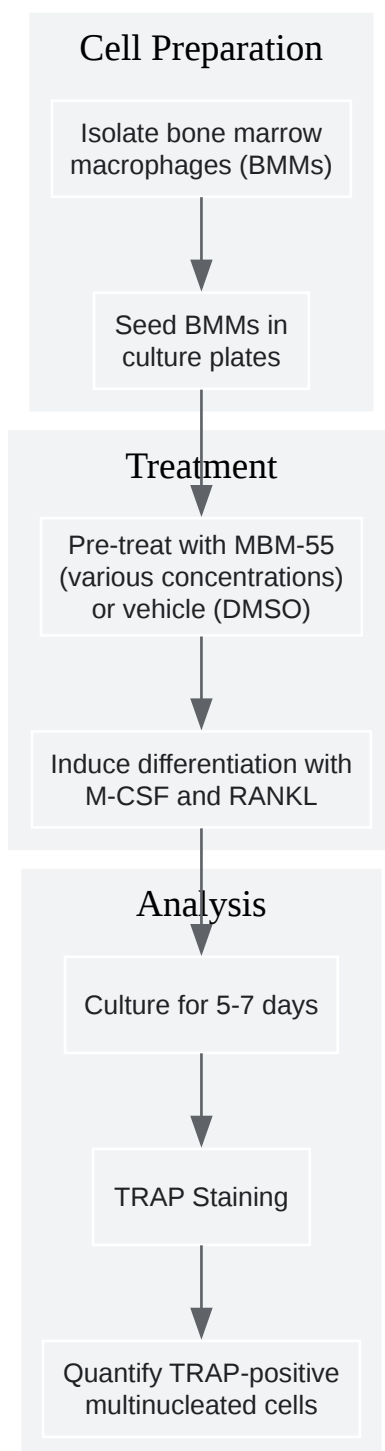 Cell Preparation
Isolate bone marrow
macrophages (BMMs)
Seed BMMs in
culture plates
Treatment
Pre-treat with MBM-55
(various concentrations)
or vehicle (DMSO)
Induce differentiation with
M-CSF and RANKL
Analysis
Culture for 5-7 days
TRAP Staining
Quantify TRAP-positive
multinucleated cells